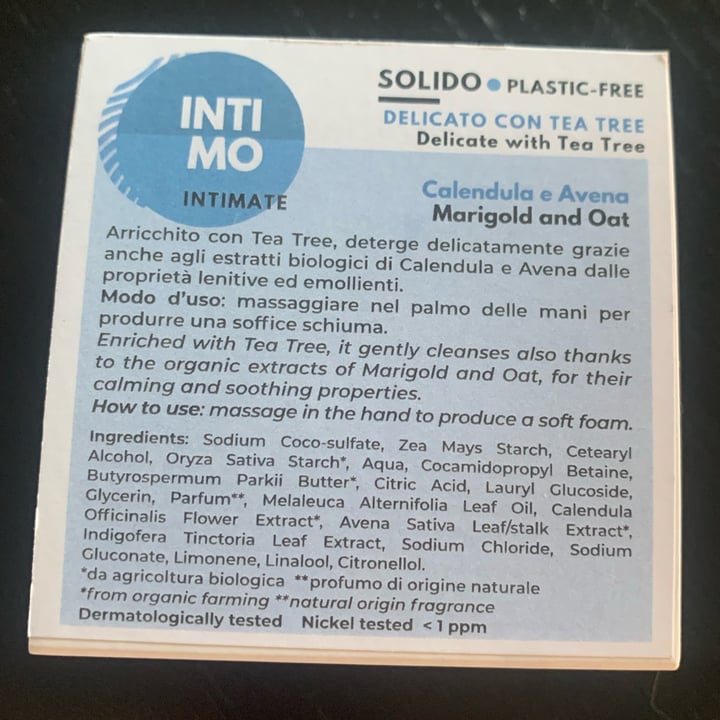 INTI
MO
INTIMATE
SOLIDO • PLASTIC-FREE
DELICATO CON TEA TREE
Delicate with Tea Tree
Calendula e Avena
Marigold and Oat
Arricchito con Tea Tree, deterge delicatamente grazie
anche agli estratti biologici di Calendula e Avena dalle
proprietà lenitive ed emollienti.
Modo d'uso: massaggiare nel palmo delle mani per
produrre una soffice schiuma.
Enriched with Tea Tree, it gently cleanses also thanks
to the organic extracts of Marigold and Oat, for their
calming and soothing properties.
How to use: massage in the hand to produce a soft foam.
Ingredients: Sodium Coco-sulfate, Zea Mays Starch, Cetearyl
Alcohol, Oryza Sativa Starch*, Aqua, Cocamidopropyl Betaine,
Butyrospermum Parkii Butter*, Citric Acid, Lauryl Glucoside,
Glycerin, Parfum**, Melaleuca Alternifolia Leaf Oil, Calendula
Officinalis Flower Extract*, Avena Sativa Leaf/stalk Extract*,
Indigofera Tinctoria Leaf Extract, Sodium Chloride, Sodium
Gluconate, Limonene, Linalool, Citronellol.
*da agricoltura biologica **profumo di origine naturale
*from organic farming **natural origin fragrance
Dermatologically tested Nickel tested < 1 ppm